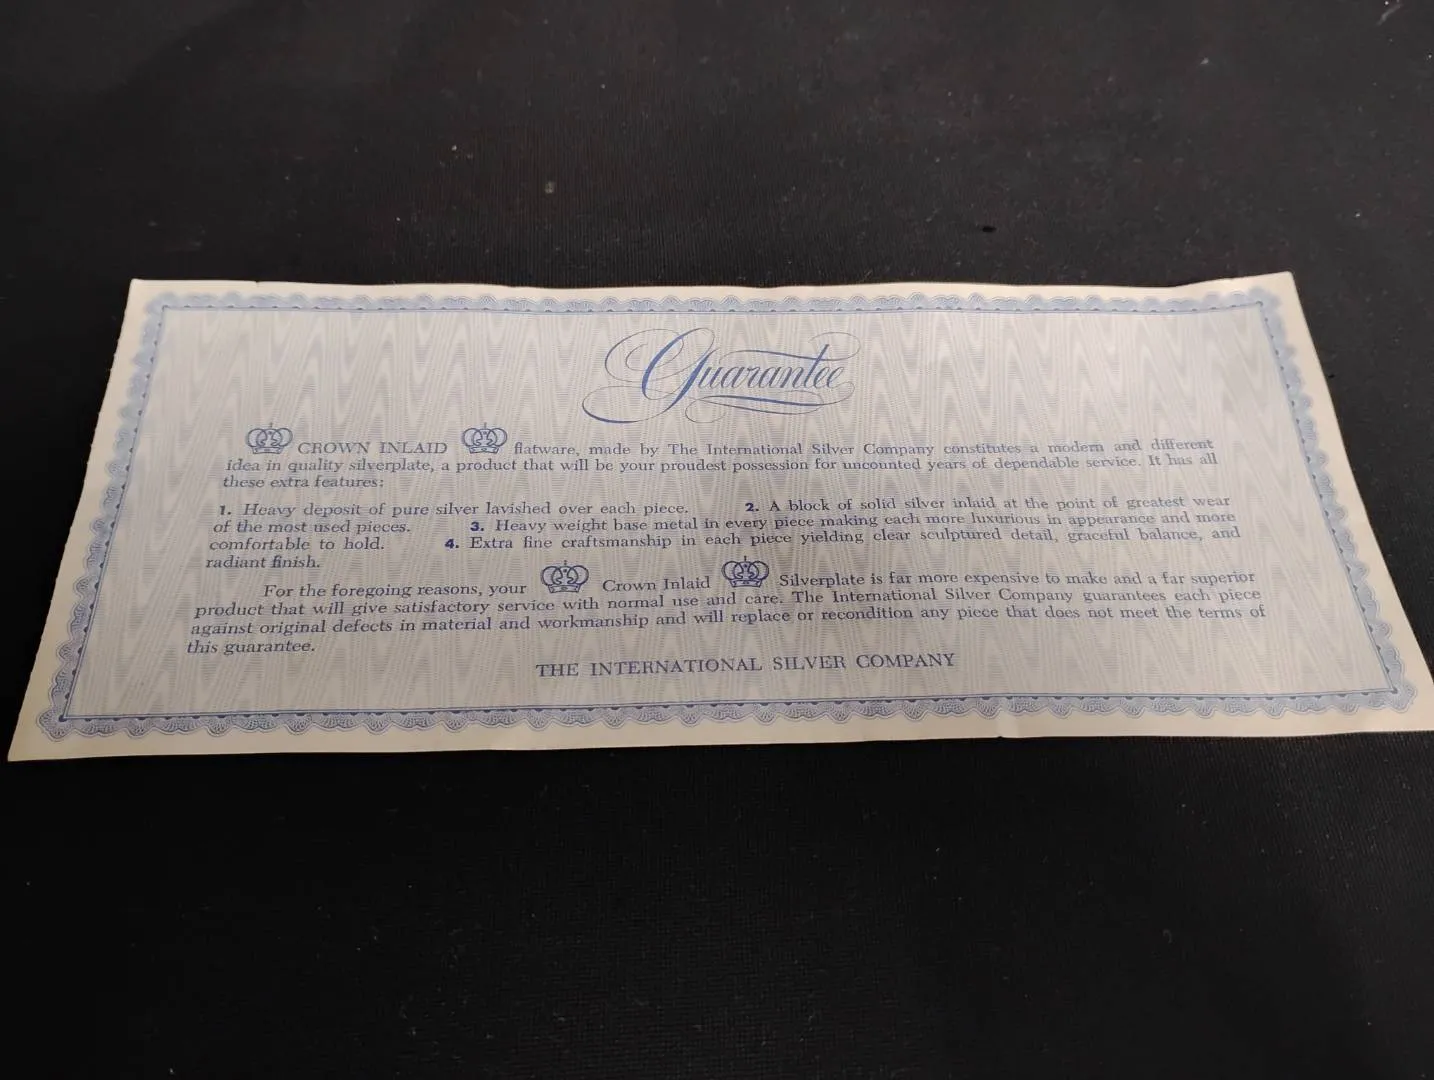 Guarantee
CROWN INLAID flatware, made by The International Silver Company constitutes a modern and different
idea in quality silverplate, a product that will be your proudest possession for uncounted years of dependable service. It has all
these extra features:
1. Heavy deposit of pure silver lavished over each piece. 2. A block of solid silver inlaid at the point of greatest wear
of the most used pieces. 3. Heavy weight base metal in every piece making each more luxurious in appearance and more
comfortable to hold. 4. Extra fine craftsmanship in each piece yielding clear sculptured detail, graceful balance, and
radiant finish.
For the foregoing reasons, your Crown Inlaid Silverplate is far more expensive to make and a far superior
product that will give satisfactory service with normal use and care. The International Silver Company guarantees each piece
against original defects in material and workmanship and will replace or recondition any piece that does not meet the terms of
this guarantee.
THE INTERNATIONAL SILVER COMPANY